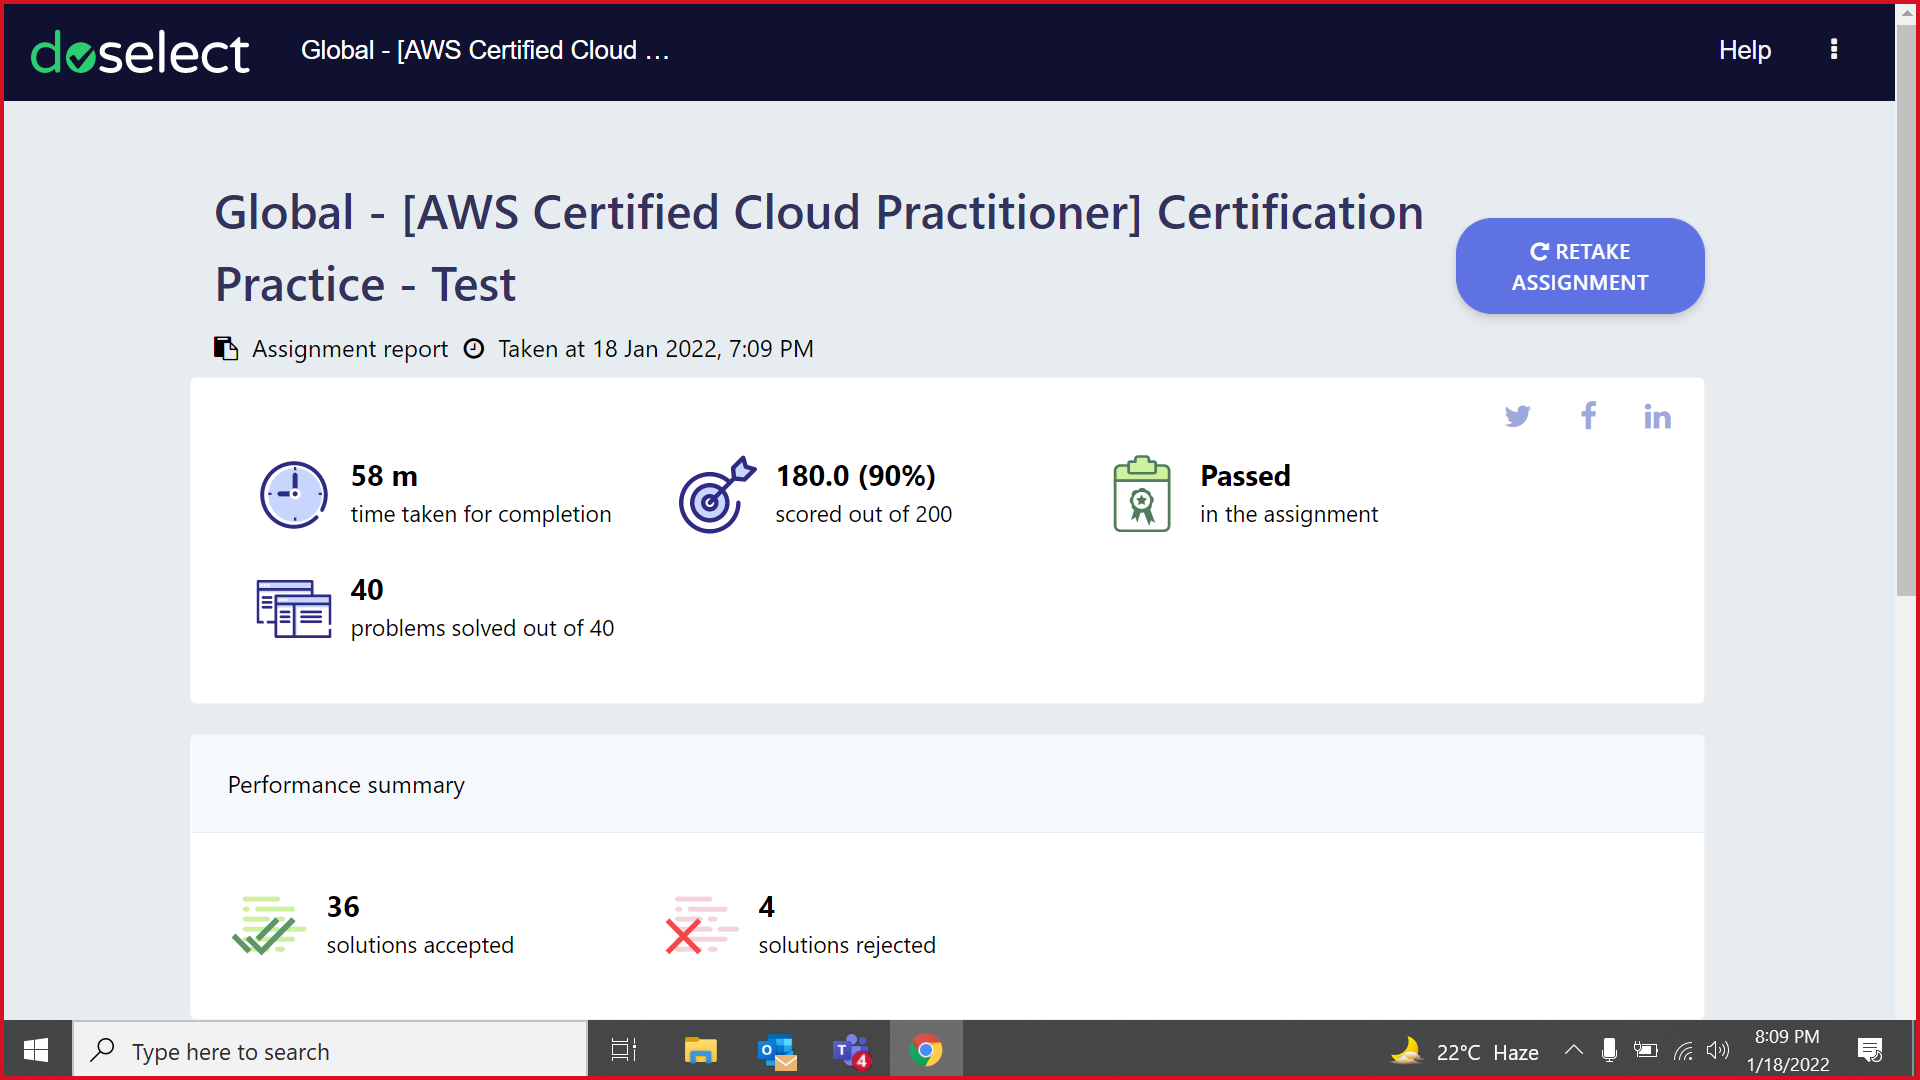 doselect Global - [AWS Certified Cloud ... Help
Global - [AWS Certified Cloud Practitioner] Certification
Practice - Test
RETAKE
ASSIGNMENT
Assignment report Taken at 18 Jan 2022, 7:09 PM
58 m
time taken for completion
180.0 (90%)
scored out of 200
Passed
in the assignment
40
problems solved out of 40
Performance summary
36
solutions accepted
4
solutions rejected
Type here to search
4
22°C Haze
8:09 PM
1/18/2022